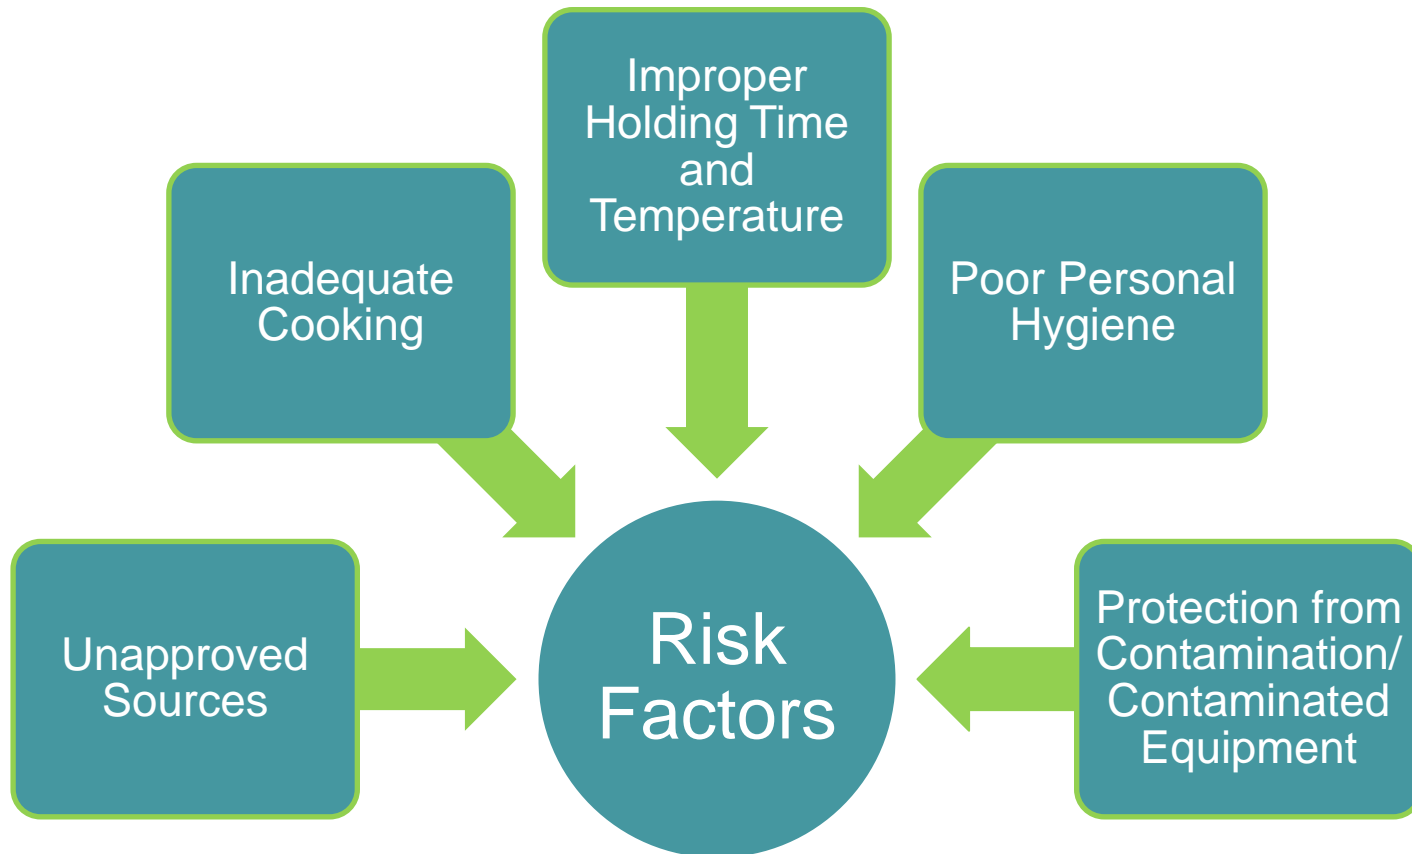 Improper
Holding Time
and
Temperature
Inadequate
Cooking
Poor Personal
Hygiene
Unapproved
Sources
Risk
Factors
Protection from
Contamination/
Contaminated
Equipment